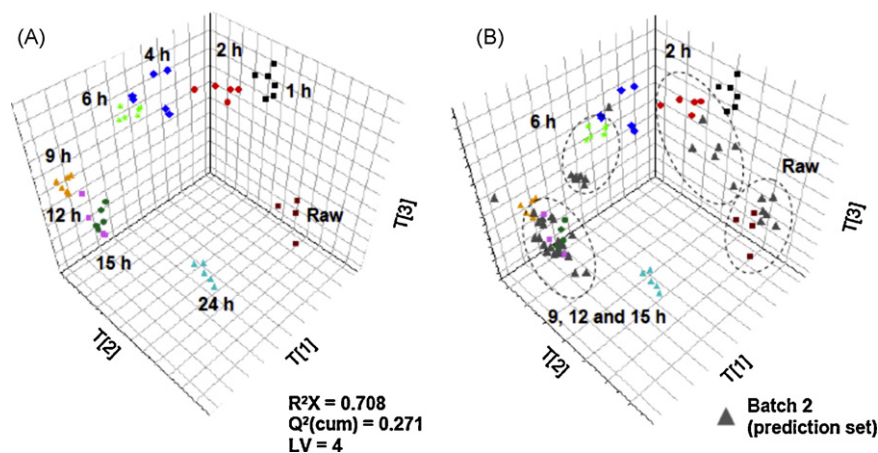 (A)
4 h
2 h
1 h
6 h
9 h
12 h
15 h
24 h
Raw
T[3]
T[2]
T[1]
R²X = 0.708
Q²(cum) = 0.271
LV = 4
(B)
2 h
6 h
Raw
T[3]
9, 12 and 15 h
T[2]
T[1]
Batch 2
(prediction set)